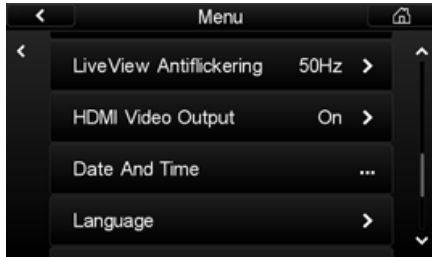 Menu
LiveView Antiflickering 50Hz
HDMI Video Output On
Date And Time ...
Language